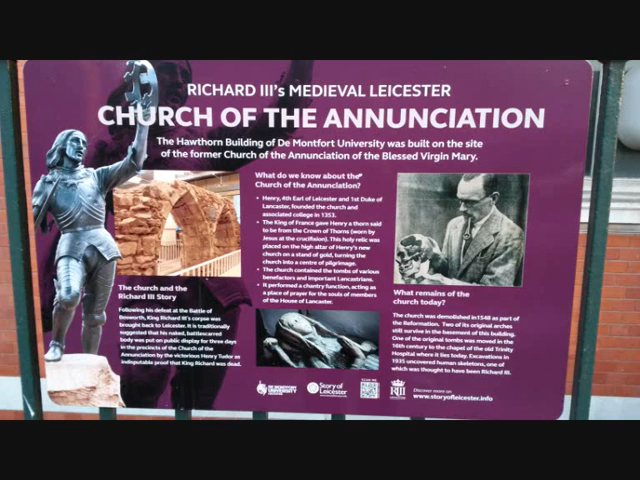 RICHARD III's MEDIEVAL LEICESTER
CHURCH OF THE ANNUNCIATION
The Hawthorn Building of De Montfort University was built on the site
of the former Church of the Annunciation of the Blessed Virgin Mary.
The church and the
Richard III Story
Following his defeat at the Battle of
Bosworth, King Richard III's corpse was
brought back to Leicester. It is traditionally
suggested that his naked, battlescarred
body was put on public display for three days
in the precincts of the Church of the
Annunciation by the victorious Henry Tudor as
indisputable proof that King Richard was dead.
What do we know about the
Church of the Annunciation?
• Henry, 4th Earl of Leicester and 1st Duke of
Lancaster, founded the church and
associated college in 1353.
• The King of France gave Henry a thorn said
to be from the Crown of Thorns (worn by
Jesus at the crucifixion). This holy relic was
placed on the high altar of Henry's new
church on a stand of gold, turning the
church into a centre of pilgrimage.
• The church contained the tombs of various
benefactors and important Lancastrians.
• It performed a chantry function, acting as
a place of prayer for the souls of members
of the House of Lancaster.
What remains of the
church today?
The church was demolished in 1548 as part of
the Reformation. Two of its original arches
still survive in the basement of this building.
One of the original tombs was moved in the
16th century to the chapel of the old Trinity
Hospital where it lies today. Excavations in
1935 uncovered human skeletons, one of
which was thought to have been Richard III.
DE MONTFORT
UNIVERSITY
Story of
Leicester
SCAN ME
RIII
Discover more on
www.storyofleicester.info